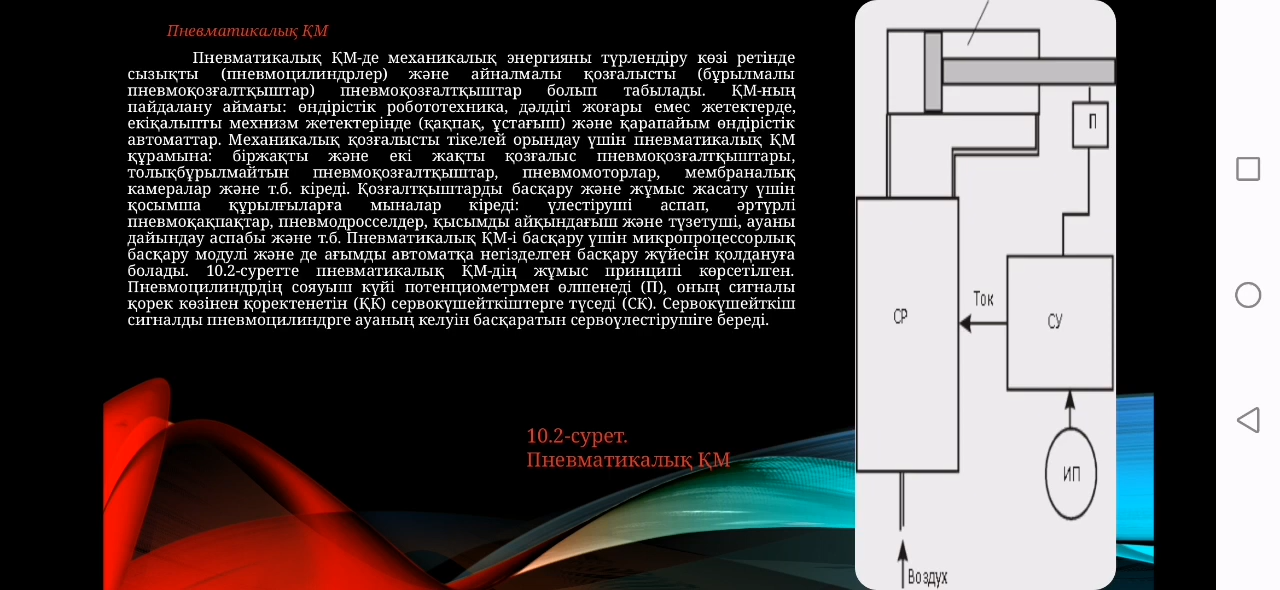 Пневматикалық ҚМ
Пневматикалық ҚМ-де механикалық энергияны түрлендіру көзі ретінде
сызықты (пневмоцилиндрлер) және айналмалы қозғалысты (бұрылмалы
пневмоқозғалтқыштар) пневмоқозғалтқыштар болып табылады. ҚМ-ның
пайдалану аймағы: өндірістік робототехника, дәлдігі жоғары емес жетектерде,
екіқалыпты мехнизм жетектерінде (қақпақ, ұстағыш) және қарапайым өндірістік
автоматтар. Механикалық қозғалысты тікелей орындау үшін пневматикалық ҚМ
құрамына: біржақты және екі жақты қозғалыс пневмоқозғалтқыштары,
толықбұрылмайтын пневмоқозғалтқыштар, пневмоморлар, мембраналық
камералар және т.б. кіреді. Қозғалтқыштарды басқару және жұмыс жасату үшін
қосымша құрылғыларға мыналар кіреді: үлестіруші аспап, әртүрлі
пневмоқақпақтар, пневмодросселдер, қысымды айқындағыш және түзетуші, ауаны
дайындау аспабы және т.б. Пневматикалық ҚМ-і басқару үшін микропроцессорлық
басқару модулі және де ағымды автоматқа негізделген басқару жүйесін қолдануға
болады. 10.2-суретте пневматикалық ҚМ-дің жұмыс принципі көрсетілген.
Пневмоцилиндрдің сояуыш күйі потенциометрмен өлшенеді (П), оның сигналы
қорек көзінен қоректенетін (ҚК) сервокүшейткіштерге түседі (СК). Сервокүшейткіш
сигналды пневмоцилиндрге ауаның келуін басқаратын сервоүлестірушіге береді.
10.2-сурет.
Пневматикалық ҚМ
П
Ток
СР
СУ
ИП
Воздух